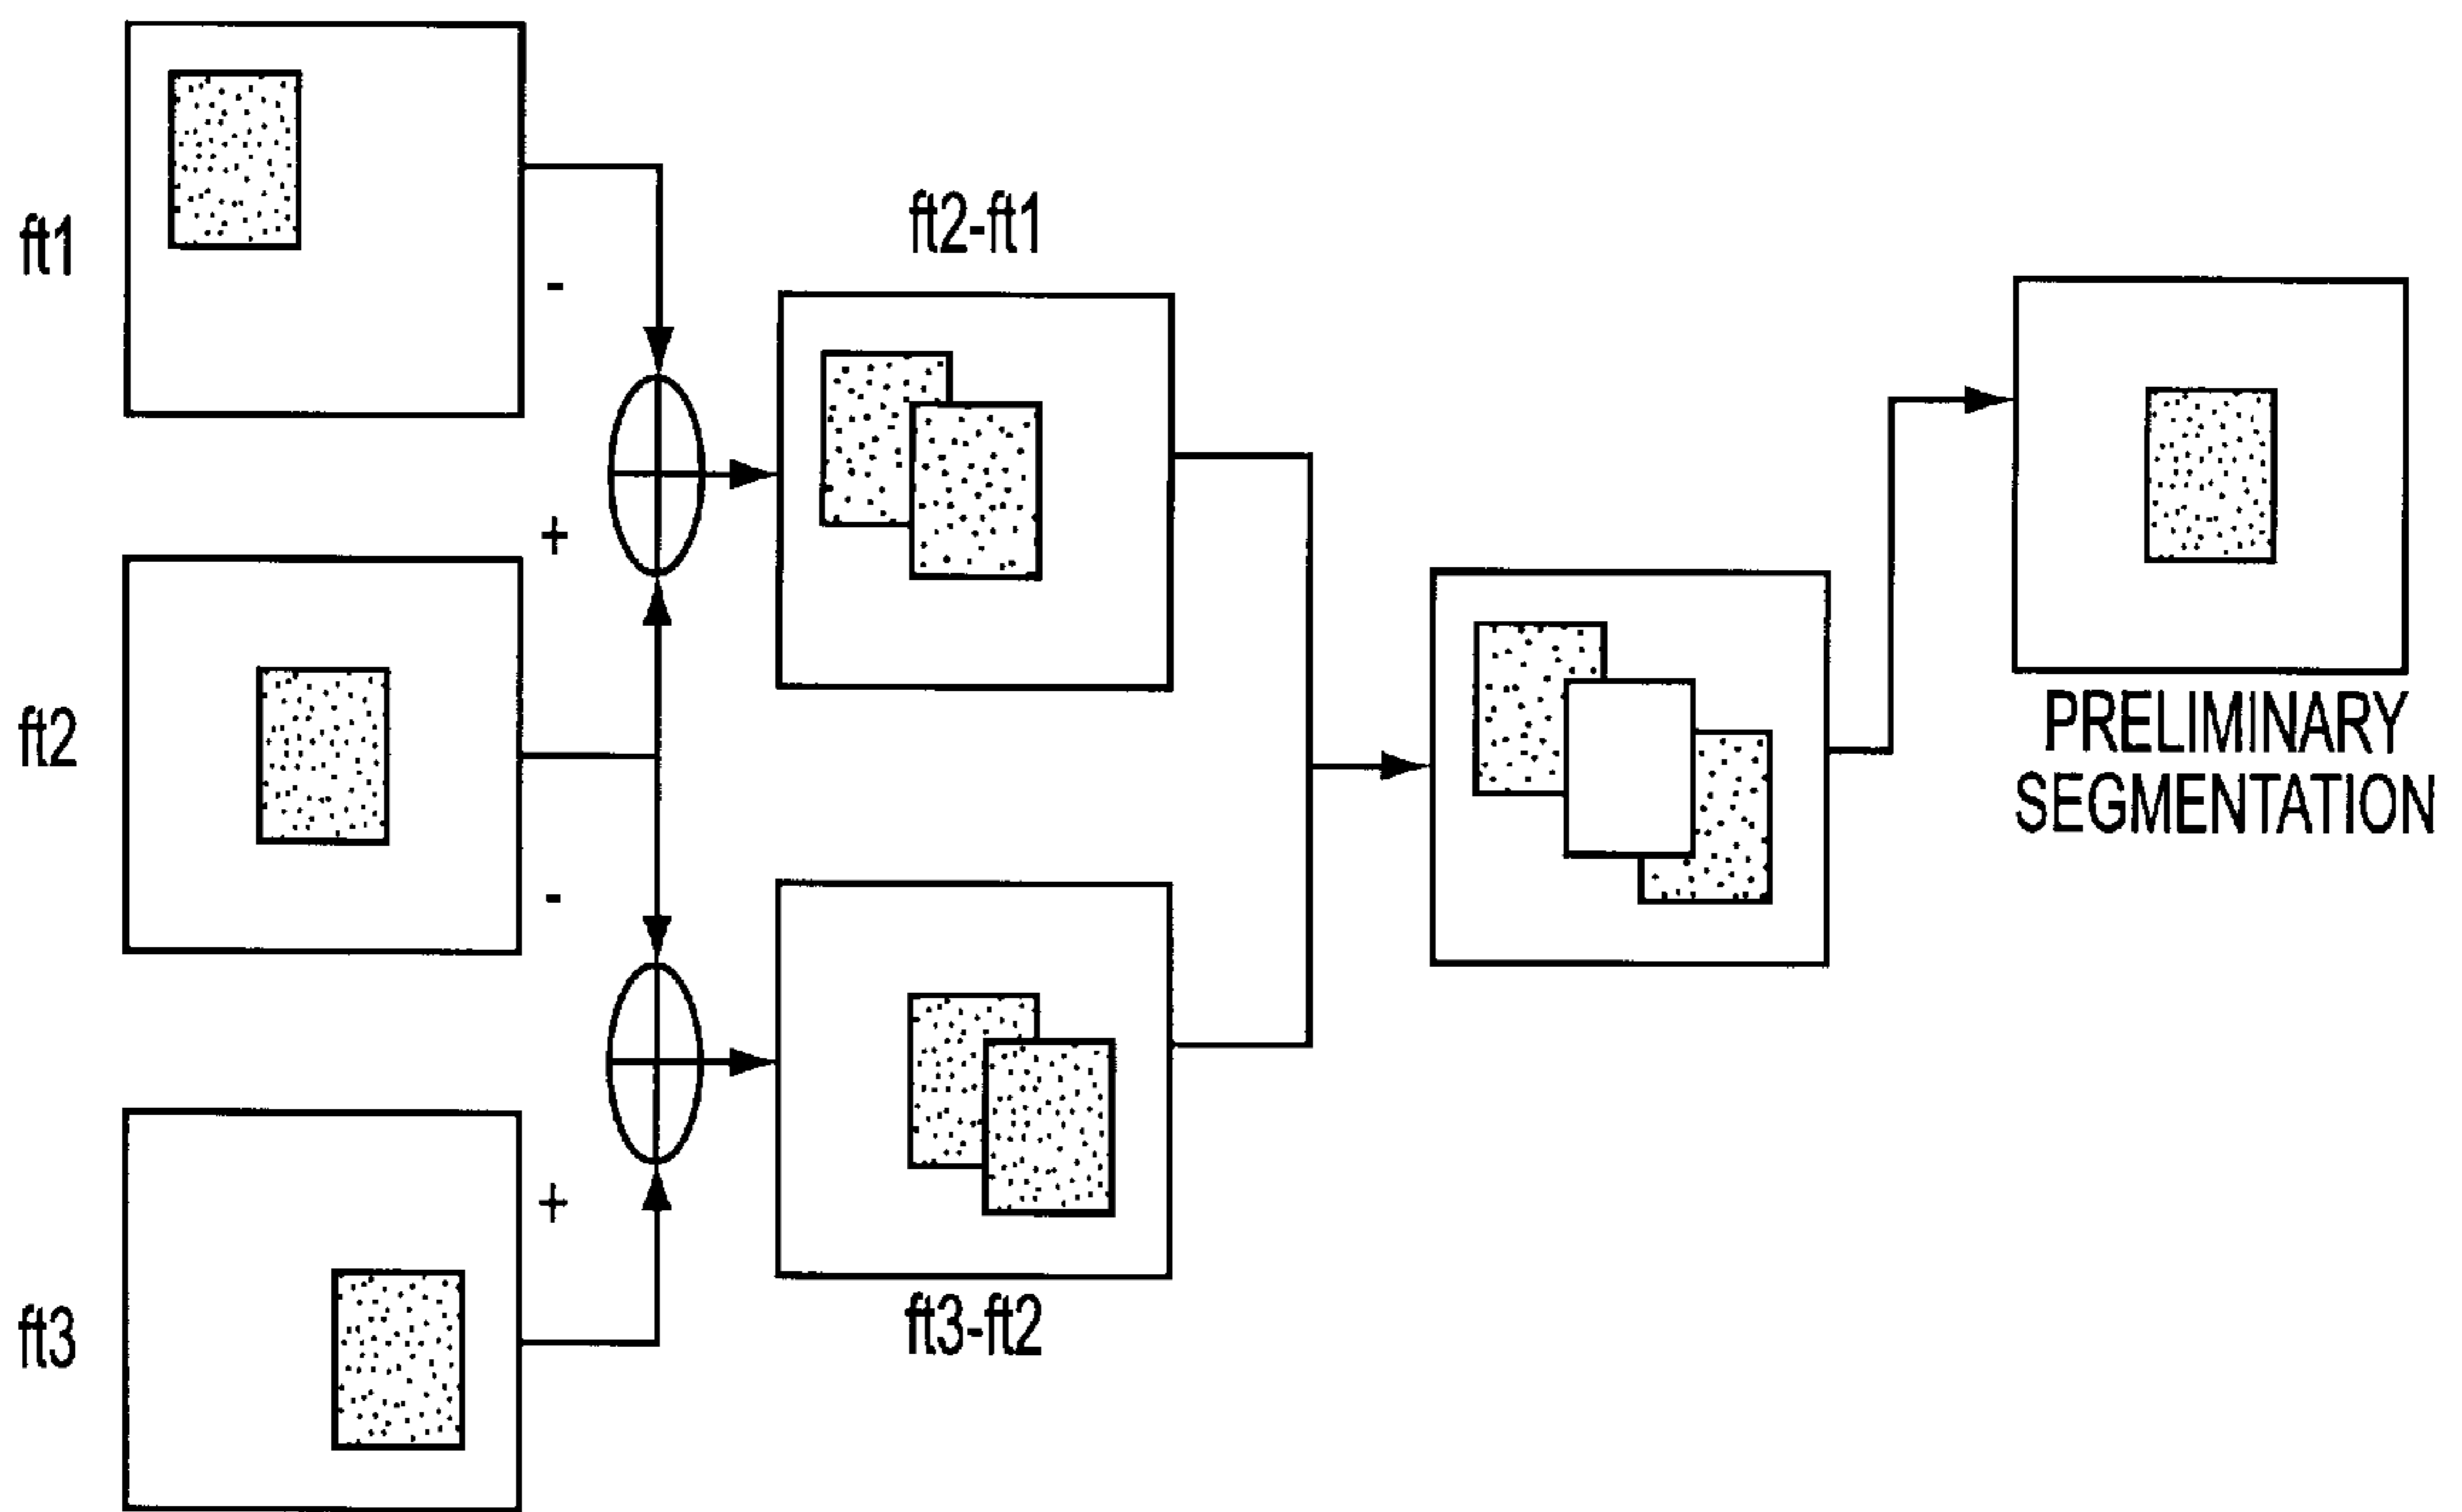 ft1
-
ft2-ft1
+
ft2
PRELIMINARY
SEGMENTATION
-
+
ft3-ft2
ft3